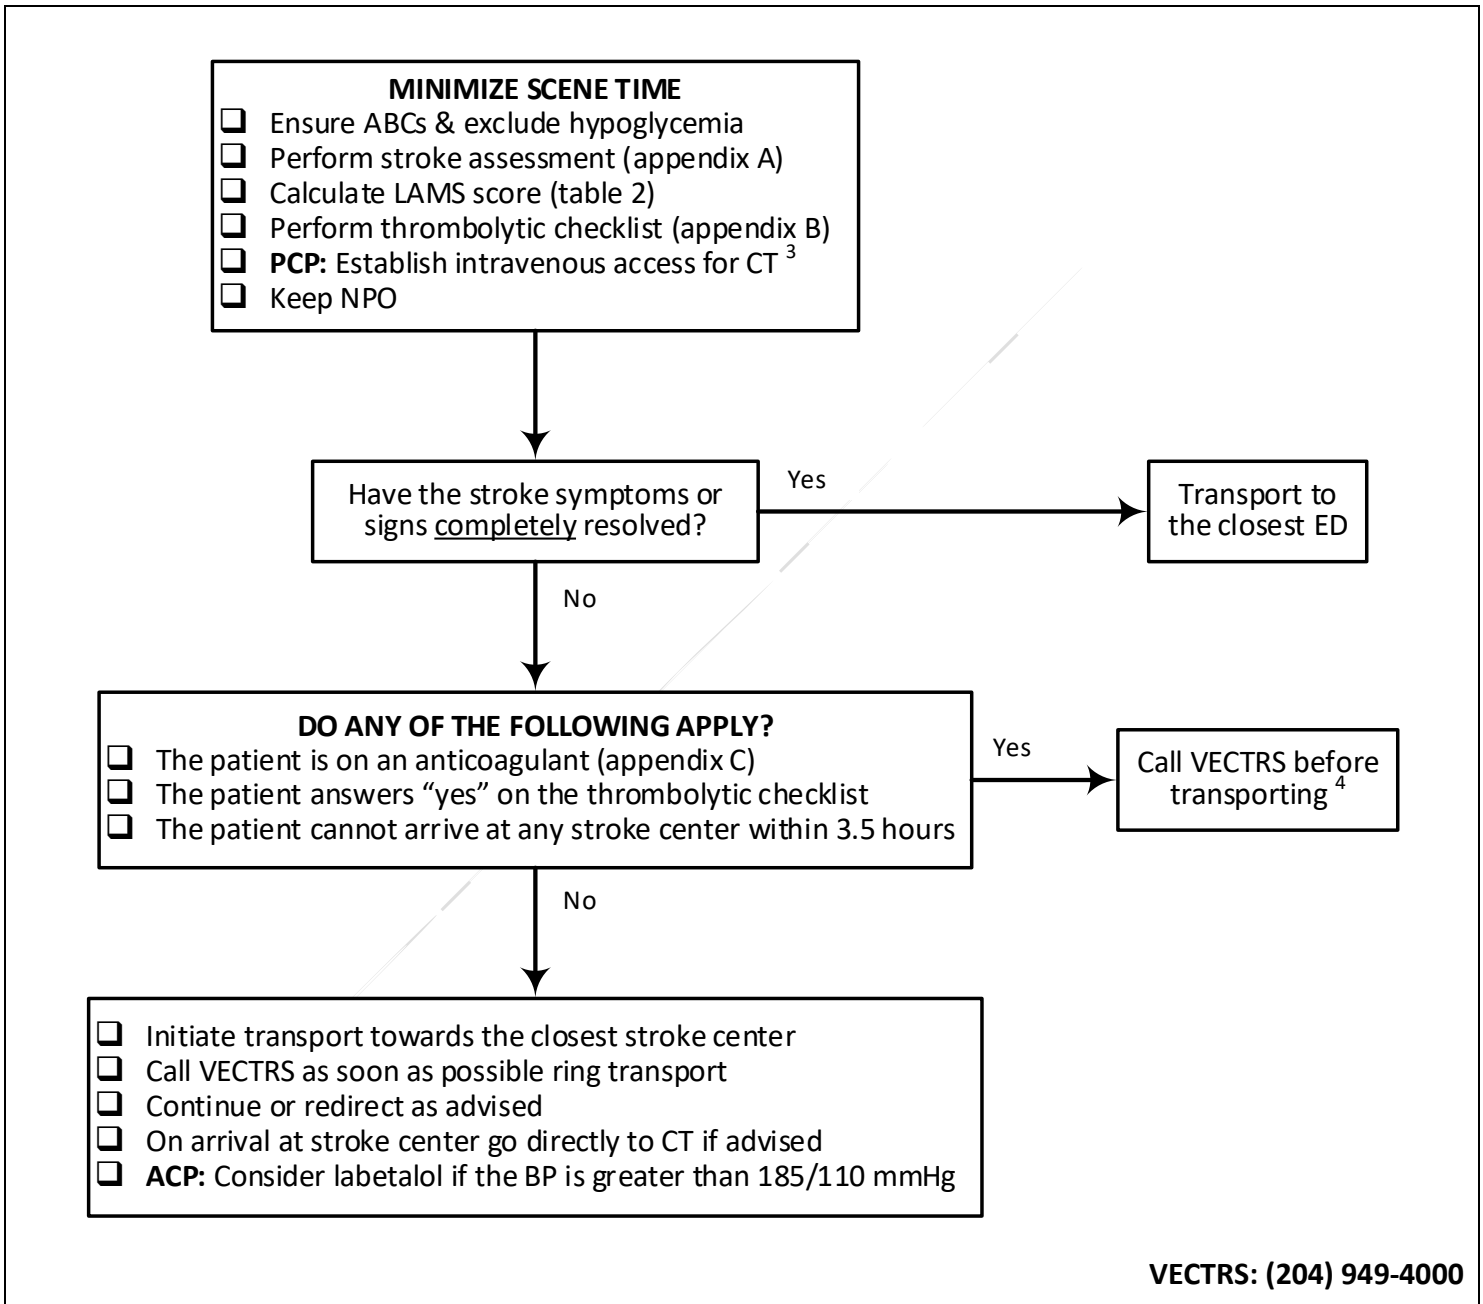 MINIMIZE SCENE TIME
❑ Ensure ABCs & exclude hypoglycemia
❑ Perform stroke assessment (appendix A)
❑ Calculate LAMS score (table 2)
❑ Perform thrombolytic checklist (appendix B)
❑ PCP: Establish intravenous access for CT 3
❑ Keep NPO
Have the stroke symptoms or
signs completely resolved?
Yes
Transport to
the closest ED
No
DO ANY OF THE FOLLOWING APPLY?
❑ The patient is on an anticoagulant (appendix C)
❑ The patient answers “yes” on the thrombolytic checklist
❑ The patient cannot arrive at any stroke center within 3.5 hours
Yes
Call VECTRS before
transporting 4
No
❑ Initiate transport towards the closest stroke center
❑ Call VECTRS as soon as possible ring transport
❑ Continue or redirect as advised
❑ On arrival at stroke center go directly to CT if advised
❑ ACP: Consider labetalol if the BP is greater than 185/110 mmHg
VECTRS: (204) 949-4000